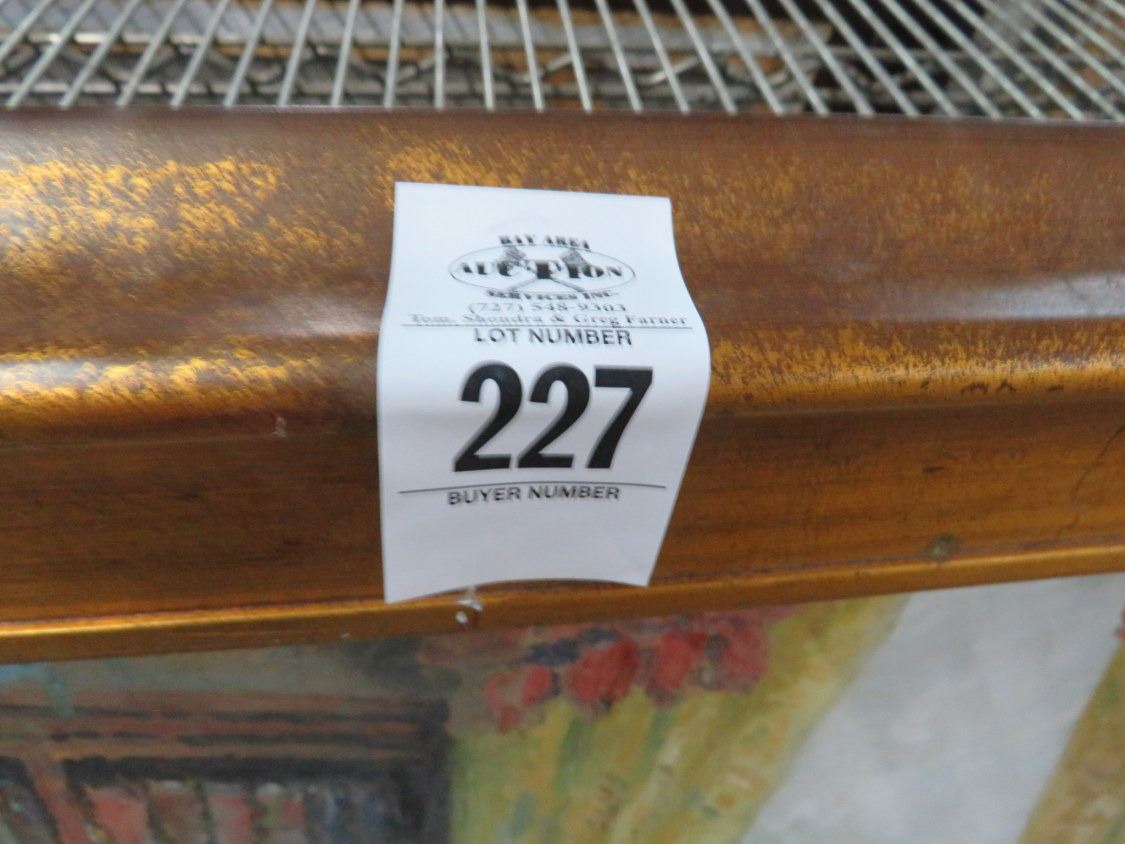 BAY AREA
AUCTION
SERVICES INC.
(727) 548-9303
Tom, Shondra & Greg Farner
LOT NUMBER
227
BUYER NUMBER